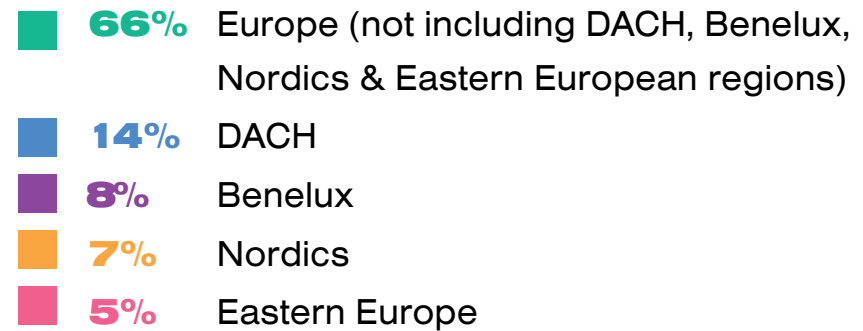 66% Europe (not including DACH, Benelux,
Nordics & Eastern European regions)
14% DACH
8% Benelux
7% Nordics
5% Eastern Europe